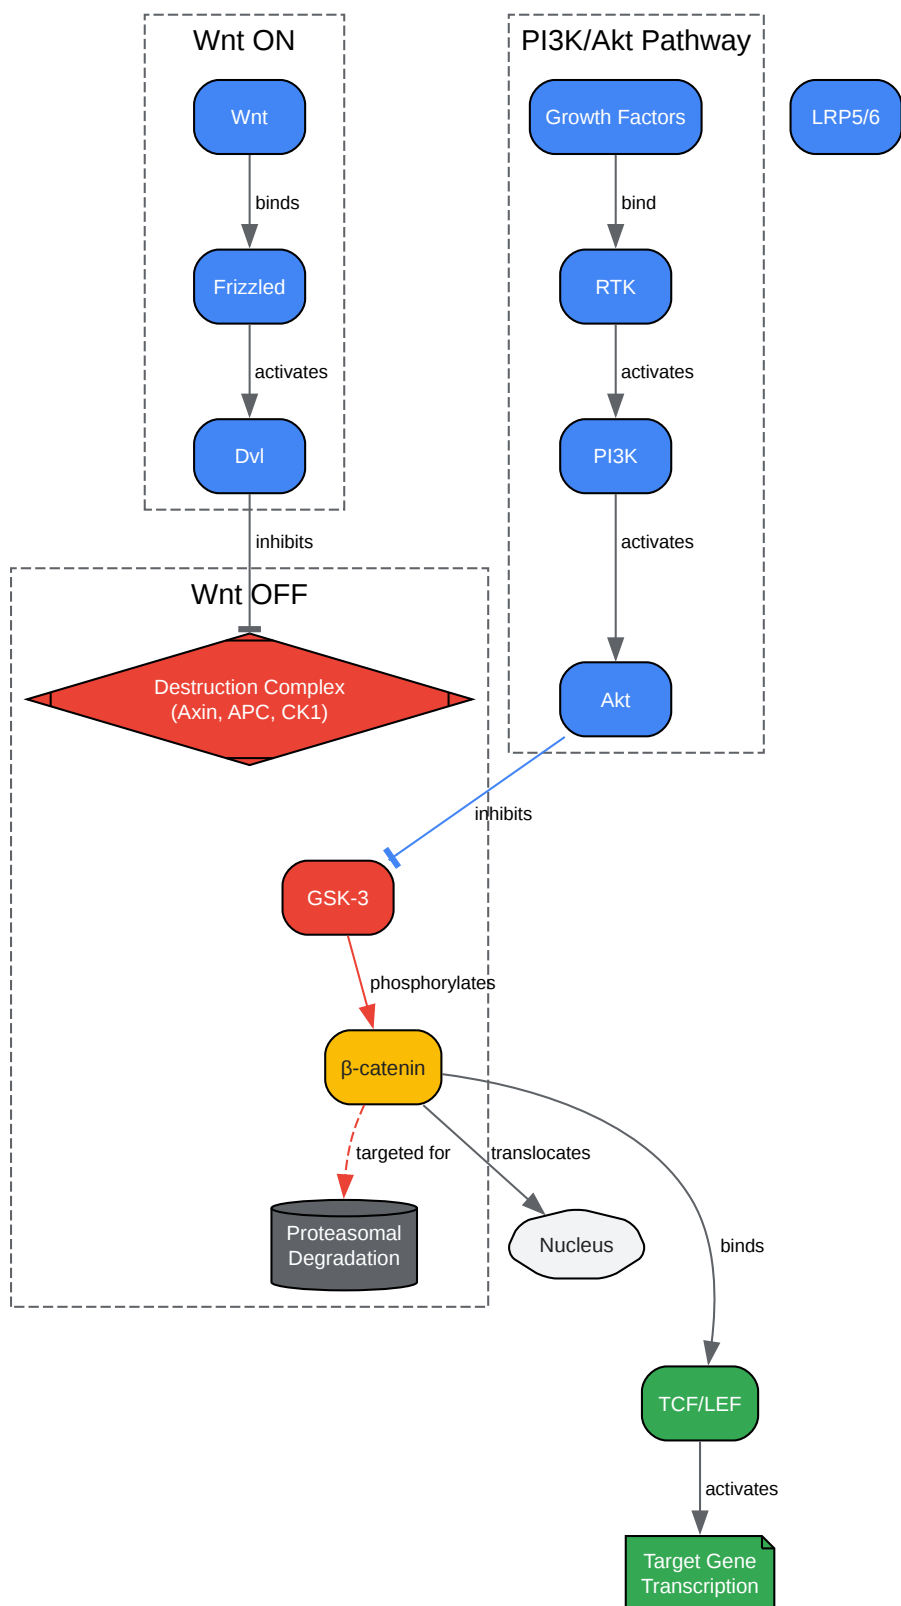 Wnt ON
PI3K/Akt Pathway
Wnt
Growth Factors
LRP5/6
binds
bind
Frizzled
RTK
activates
activates
Dvl
PI3K
inhibits
activates
Wnt OFF
Destruction Complex
(Axin, APC, CK1)
Akt
inhibits
GSK-3
phosphorylates
β-catenin
targeted for
translocates
Proteasomal
Degradation
Nucleus
binds
TCF/LEF
activates
Target Gene
Transcription